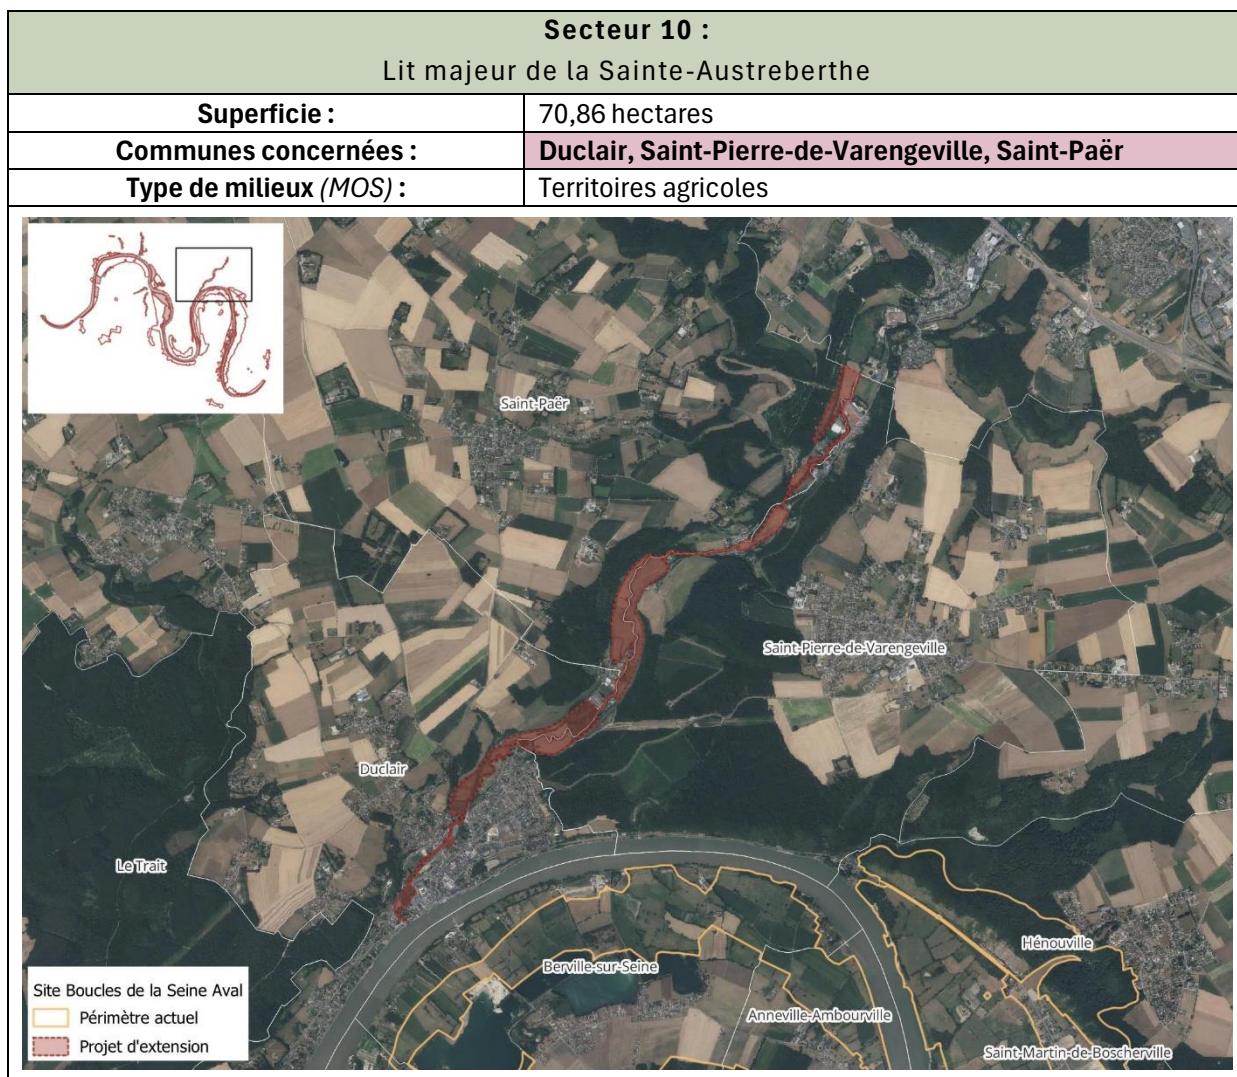 Secteur 10 :
Lit majeur de la Sainte-Austreberthe
Superficie : 70,86 hectares
Communes concernées : Duclair, Saint-Pierre-de-Varengeville, Saint-Paër
Type de milieux (MOS) : Territoires agricoles
Saint-Paër
Saint-Pierre-de-Varengeville
Duclair
Le Trait
Hénouville
Berville-sur-Seine
Anneville-Ambourville
Saint-Martin-de-Boscherville
Site Boucles de la Seine Aval
Périmètre actuel
Projet d'extension